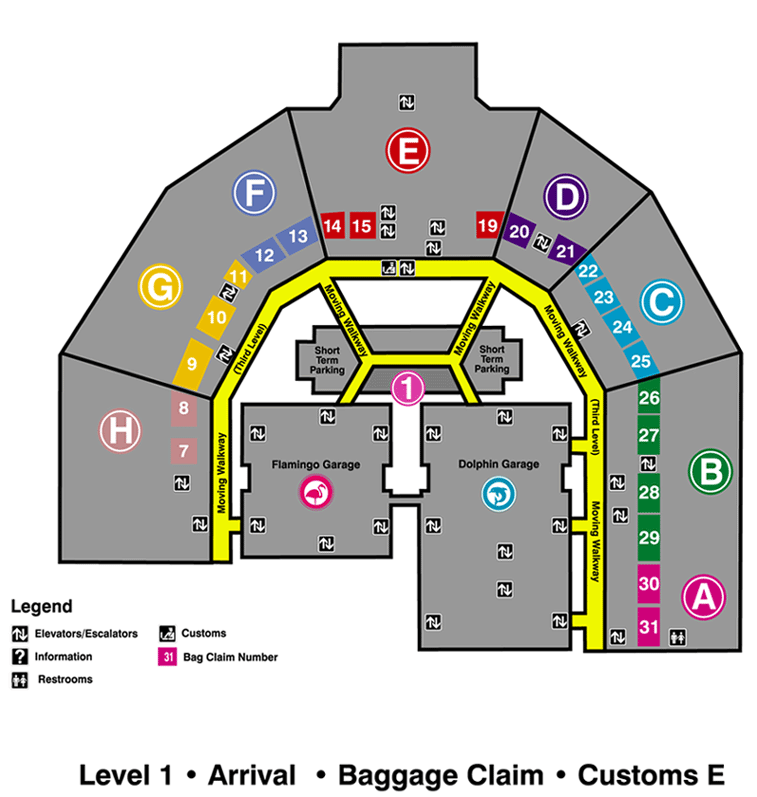 E
F
D
14 15 19 20 21
13
12
11
10
9
G
22
23
24
25
C
Moving Walkway
Moving Walkway
Moving Walkway
(Third Level)
Short
Term
Parking
Short
Term
Parking
1
8
7
H
26
27
28
29
B
30
31
A
(Third Level)
Moving Walkway
Moving Walkway
Flamingo Garage
Dolphin Garage
Legend
Elevators/Escalators
? Information
Restrooms
Customs
31 Bag Claim Number
Level 1 • Arrival • Baggage Claim • Customs E